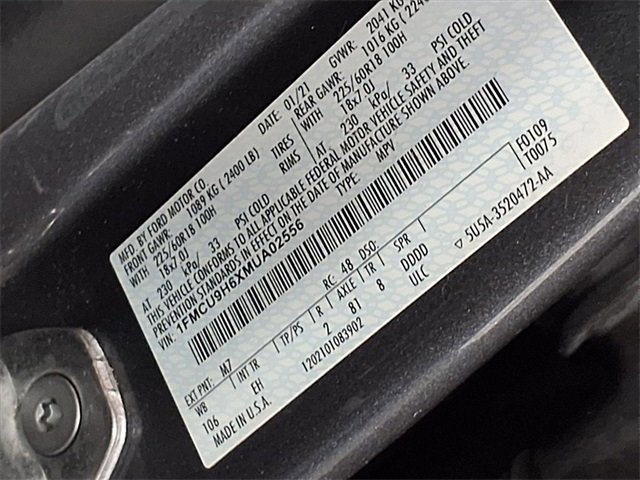 MFD. BY FORD MOTOR CO.
DATE: 01/21 GVWR: 2041 KG
FRONT GAWR: 1089 KG (2400 LB) REAR GAWR: 1016 KG (2240
WITH 225/60R18 100H TIRES WITH 225/60R18 100H
18x7.0J RIMS 18x7.0J
AT 230 kPa/ 33 PSI COLD AT, 230 kPa/ 33 PSI COLD
THIS VEHICLE CONFORMS TO ALL APPLICABLE FEDERAL MOTOR VEHICLE SAFETY AND THEFT
PREVENTION STANDARDS IN EFFECT ON THE DATE OF MANUFACTURE SHOWN ABOVE.
VIN: 1FMCU9H6XMUA02556 TYPE: MPV
F0109
T0075
EXT PNT: M7 RC: 48 DSO:
WB INT TR TP/PS R AXLE TR SPR
106 EH 2 81 8 DDDD
MADE IN U.S.A. 1202101083902 ULC
5U5A-3520472-AA